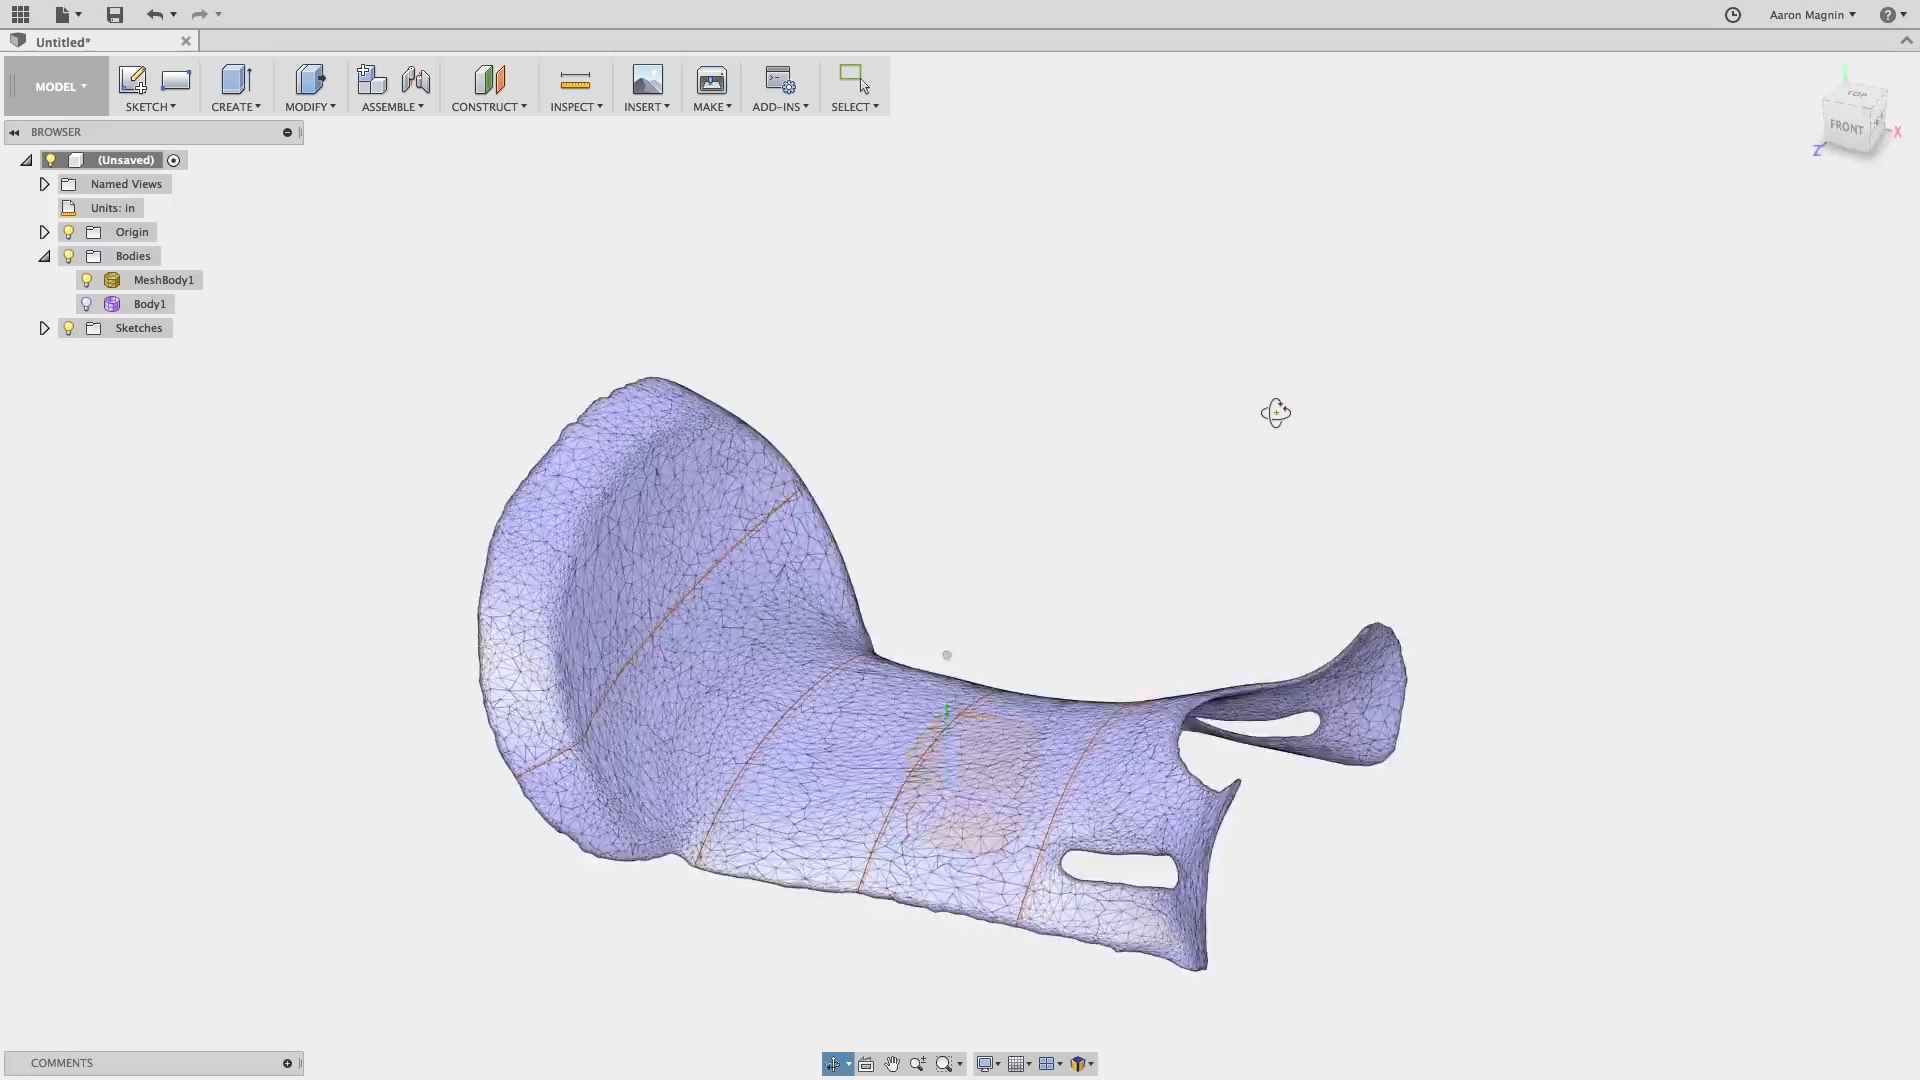 Aaron Magnin
Untitled*
MODEL
SKETCH
CREATE
MODIFY
ASSEMBLE
CONSTRUCT
INSPECT
INSERT
MAKE
ADD-INS
SELECT
TOP
FRONT
X
Z
BROWSER
(Unsaved)
Named Views
Units: in
Origin
Bodies
MeshBody1
Body1
Sketches
COMMENTS